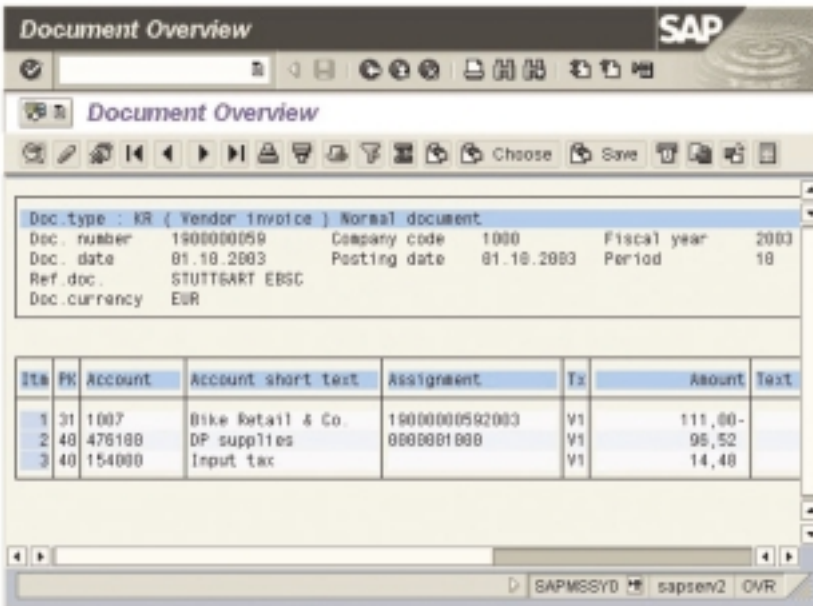 Document Overview SAP
Document Overview
Choose Save
Doc.type : KR ( Vendor invoice ) Normal document
Doc. number 1900000059 Company code 1000 Fiscal year 2003
Doc. date 01.10.2003 Posting date 01.10.2003 Period 10
Ref.doc. STUTTGART EBSC
Doc.currency EUR
Itm PK Account Account short text Assignment Tx Amount Text
1 31 1007 Bike Retail & Co. 19000000592003 V1 111,00-
2 40 476100 DP supplies 0000001000 V1 96,52
3 40 154000 Input tax V1 14,48
SAPMSSY0 sapserv2 OVR